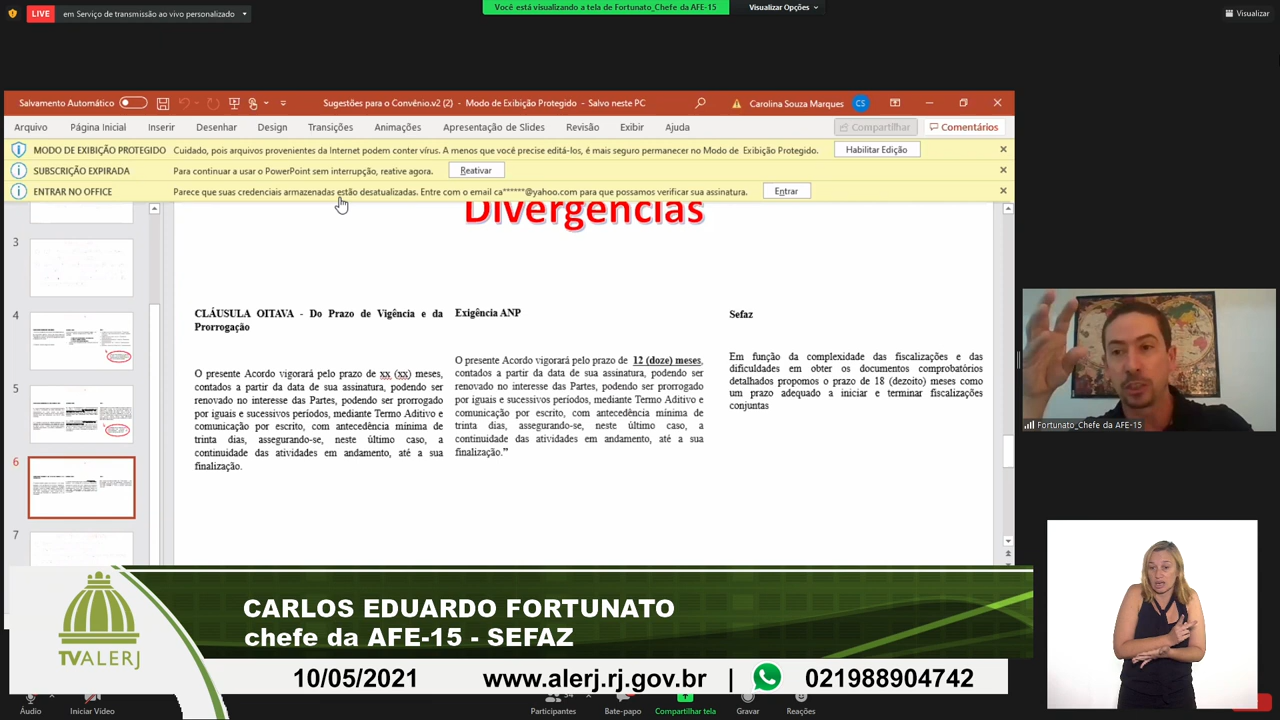 LIVE
em Serviço de transmissão ao vivo personalizado
Você está visualizando a tela de Fortunato_Chefe da AFE-15
Visualizar Opções
Visualizar
Salvamento Automático
Sugestões para o Convênio.v2 (2) - Modo de Exibição Protegido - Salvo neste PC
Carolina Souza Marques
CS
Arquivo
Página Inicial
Inserir
Desenhar
Design
Transições
Animações
Apresentação de Slides
Revisão
Exibir
Ajuda
Compartilhar
Comentários
MODO DE EXIBIÇÃO PROTEGIDO
Cuidado, pois arquivos provenientes da Internet podem conter vírus. A menos que você precise editá-los, é mais seguro permanecer no Modo de Exibição Protegido.
Habilitar Edição
SUBSCRIÇÃO EXPIRADA
Para continuar a usar o PowerPoint sem interrupção, reative agora.
Reativar
ENTRAR NO OFFICE
Parece que suas credenciais armazenadas estão desatualizadas. Entre com o email ca******@yahoo.com para que possamos verificar sua assinatura.
Entrar
3
4
5
6
7
Divergências
CLÁUSULA OITAVA - Do Prazo de Vigência e da
Prorrogação
O presente Acordo vigorará pelo prazo de xx (xx) meses,
contados a partir da data de sua assinatura, podendo ser
renovado no interesse das Partes, podendo ser prorrogado
por iguais e sucessivos períodos, mediante Termo Aditivo e
comunicação por escrito, com antecedência mínima de
trinta dias, assegurando-se, neste último caso, a
continuidade das atividades em andamento, até a sua
finalização.
Exigência ANP
O presente Acordo vigorará pelo prazo de 12 (doze) meses,
contados a partir da data de sua assinatura, podendo ser
renovado no interesse das Partes, podendo ser prorrogado
por iguais e sucessivos períodos, mediante Termo Aditivo e
comunicação por escrito, com antecedência mínima de
trinta dias, assegurando-se, neste último caso, a
continuidade das atividades em andamento, até a sua
finalização.”
Sefaz
Em função da complexidade das fiscalizações e das
dificuldades em obter os documentos comprobatórios
detalhados propomos o prazo de 18 (dezoito) meses como
um prazo adequado a iniciar e terminar fiscalizações
conjuntas
Fortunato_Chefe da AFE-15
TVALERJ
CARLOS EDUARDO FORTUNATO
chefe da AFE-15 - SEFAZ
10/05/2021
www.alerj.rj.gov.br | 021988904742
Áudio
Iniciar Vídeo
Participantes
Bate-papo
Compartilhar tela
Gravar
Reações